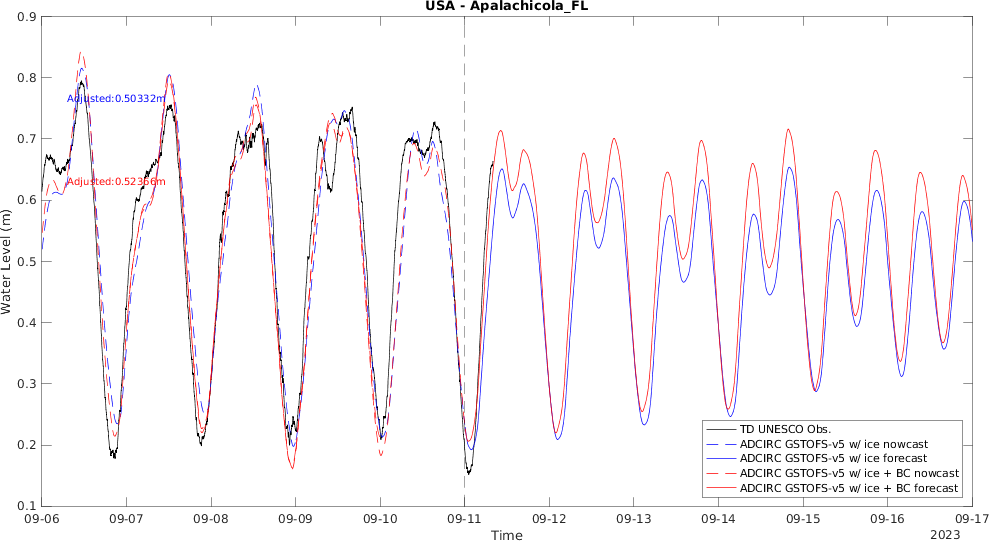 USA - Apalachicola_FL
0.9
0.8
Adjusted:0.50332m
0.7
Adjusted:0.52356m
0.6
0.5
0.4
0.3
0.2
0.1
Water Level (m)
TD UNESCO Obs.
ADCIRC GSTOFS-v5 w/ ice nowcast
ADCIRC GSTOFS-v5 w/ ice forecast
ADCIRC GSTOFS-v5 w/ ice + BC nowcast
ADCIRC GSTOFS-v5 w/ ice + BC forecast
09-06 09-07 09-08 09-09 09-10 09-11 09-12 09-13 09-14 09-15 09-16 09-17
Time
2023